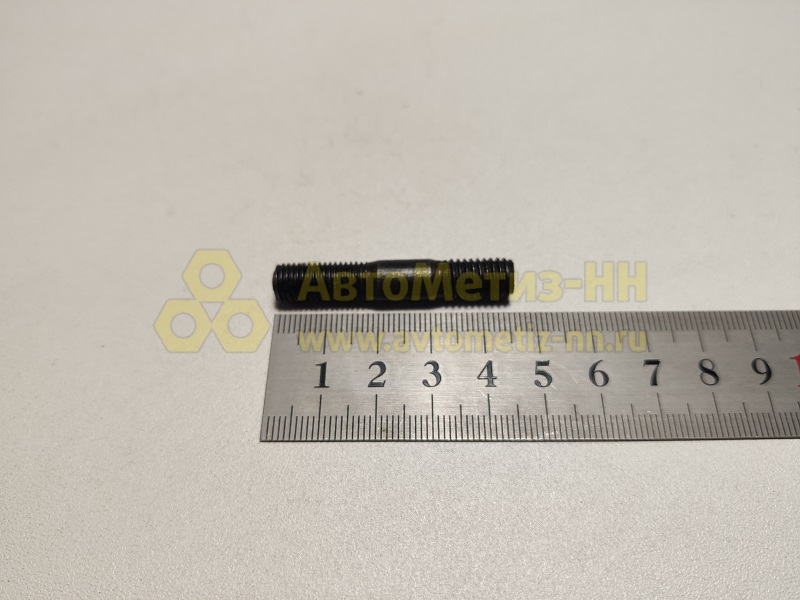 АвтоМетиз-НН
www.avtometiz-nn.ru
1 2 3 4 5 6 7 8 9